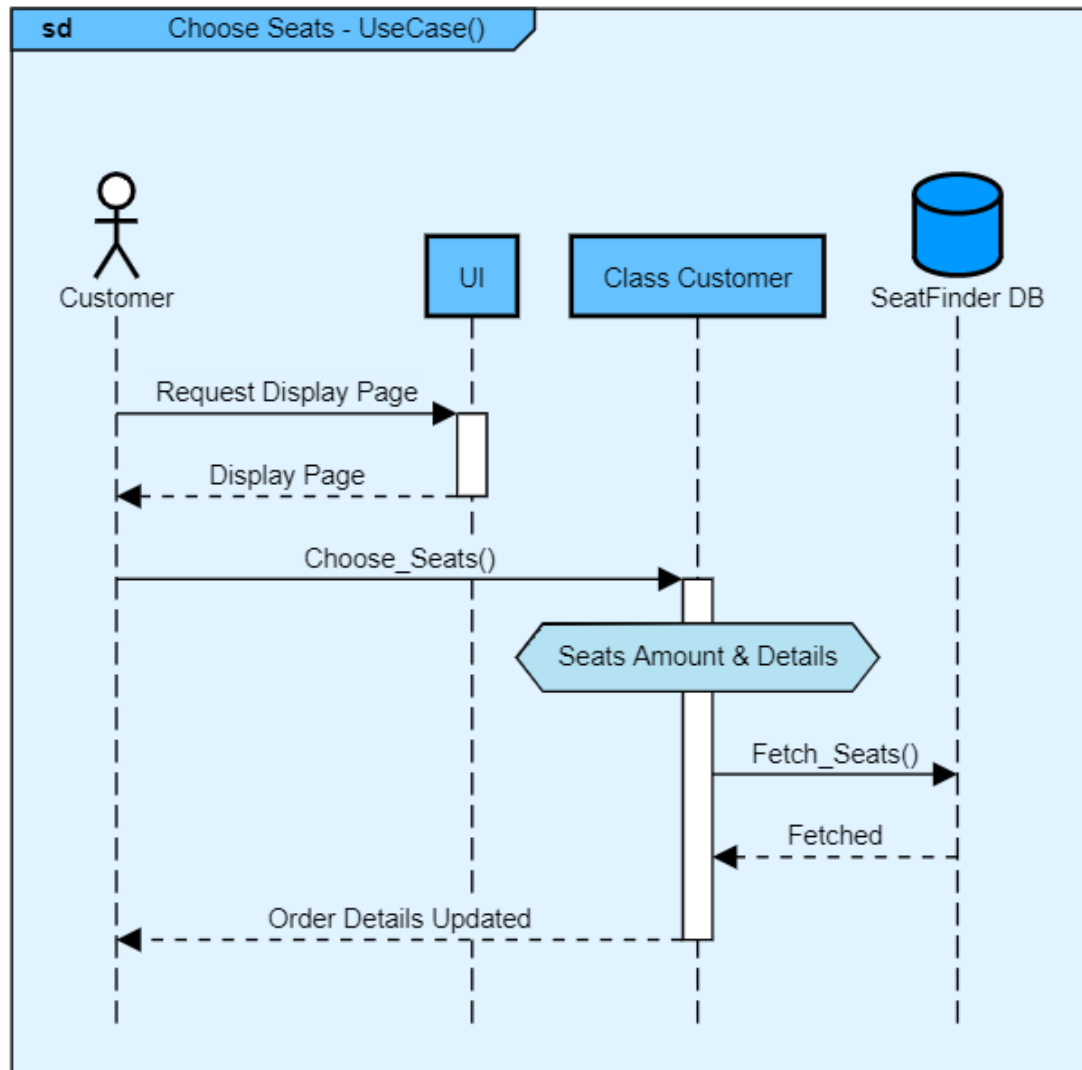 sd Choose Seats - UseCase()
Customer
UI
Class Customer
SeatFinder DB
Request Display Page
Display Page
Choose_Seats()
Seats Amount & Details
Fetch_Seats()
Fetched
Order Details Updated